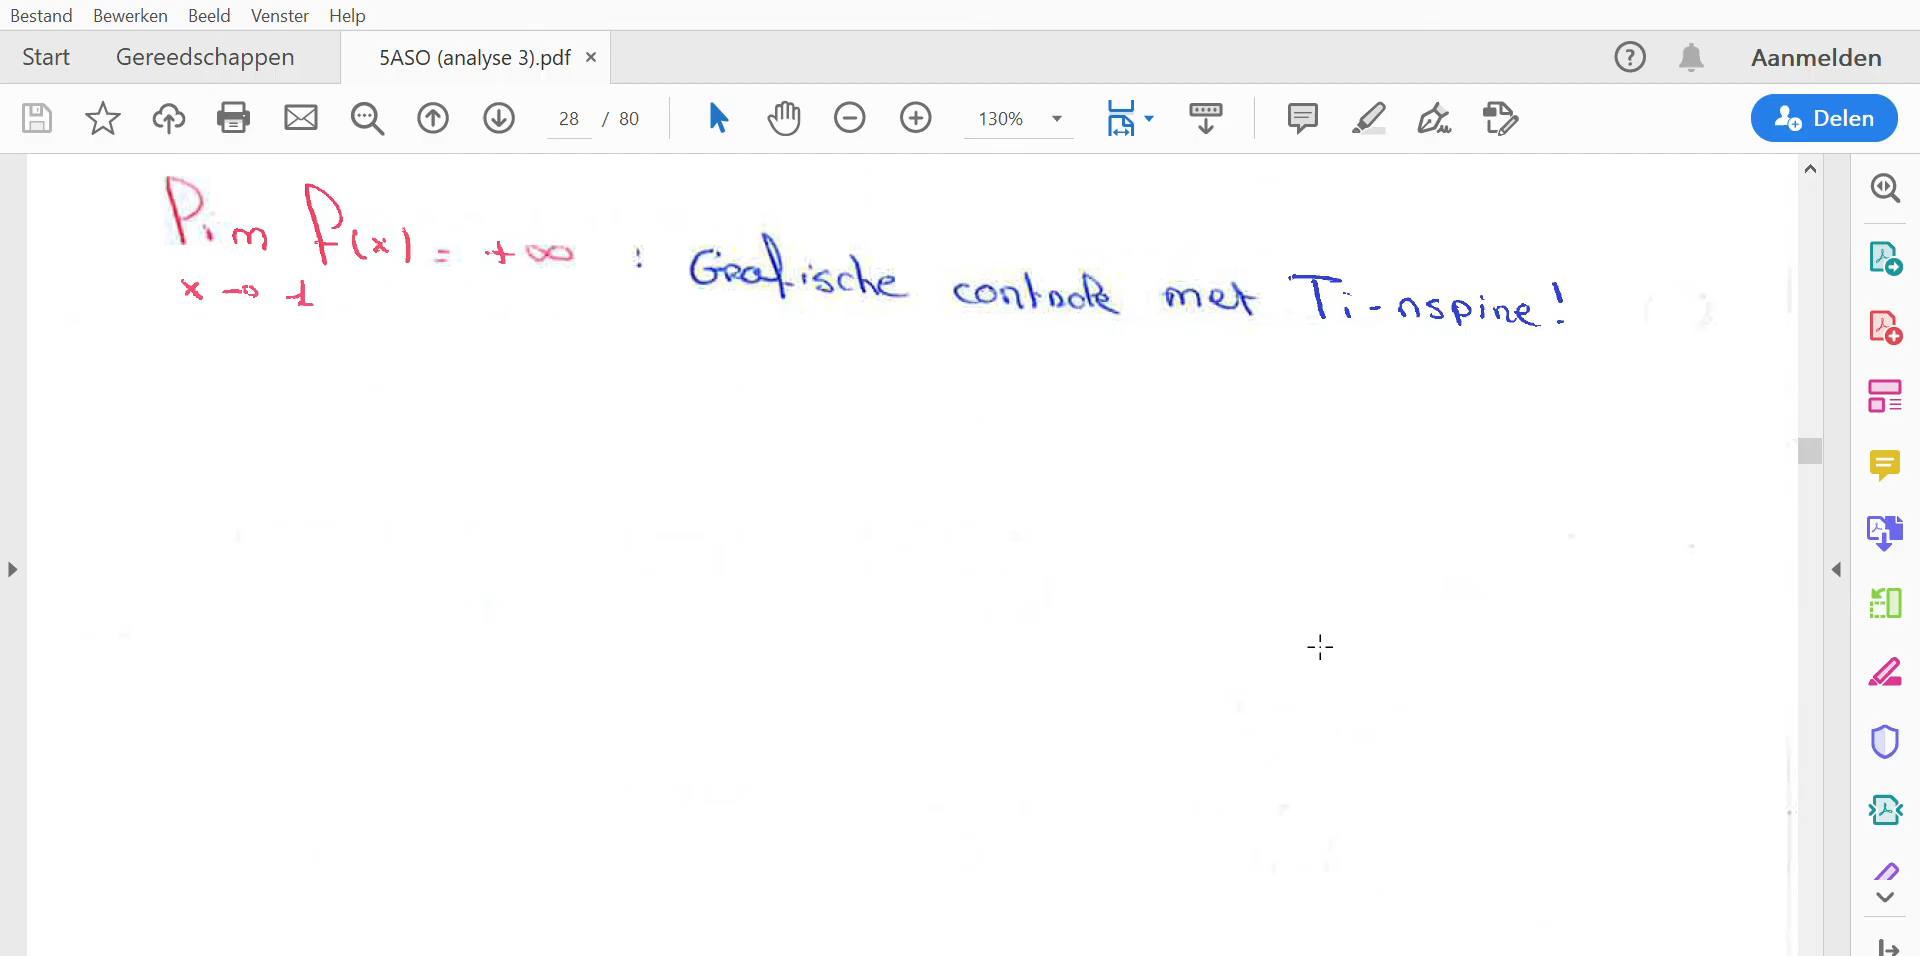 Bestand Bewerken Beeld Venster Help
Start Gereedschappen 5ASO (analyse 3).pdf × Aanmelden
28 / 80 130% Delen
lim f(x) = +∞ : Grafische controle met Ti-nspire!
x→1